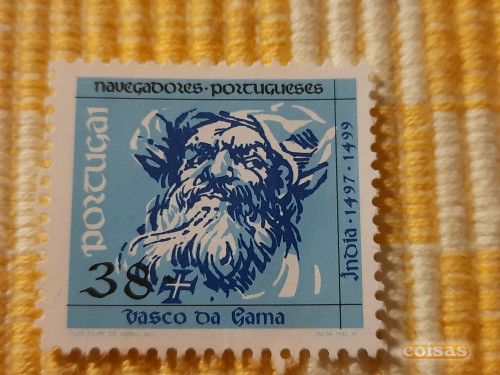 navegadores · portugueses
portugal
Índia · 1497 · 1499
38
vasco da Gama
coisas